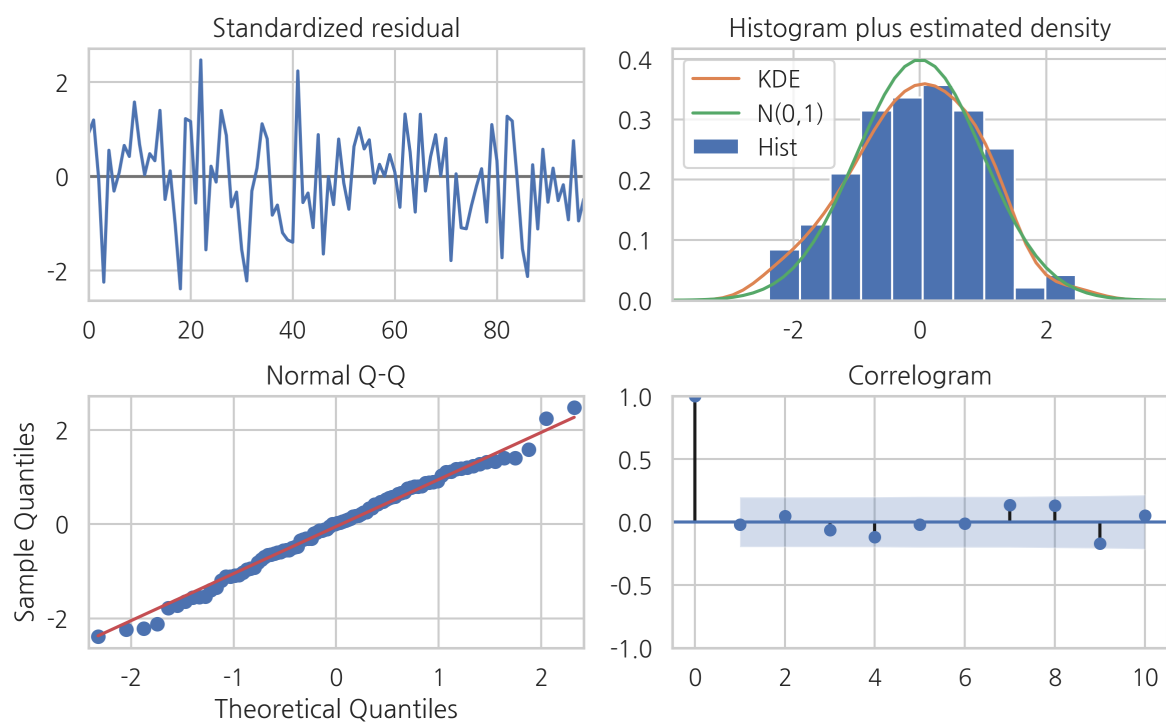 Standardized residual
2
0
-2
0 20 40 60 80
Histogram plus estimated density
KDE
N(0,1)
Hist
0.4
0.3
0.2
0.1
0.0
-2 0 2
Normal Q-Q
Sample Quantiles
2
0
-2
-2 -1 0 1 2
Theoretical Quantiles
Correlogram
1.0
0.5
0.0
-0.5
-1.0
0 2 4 6 8 10